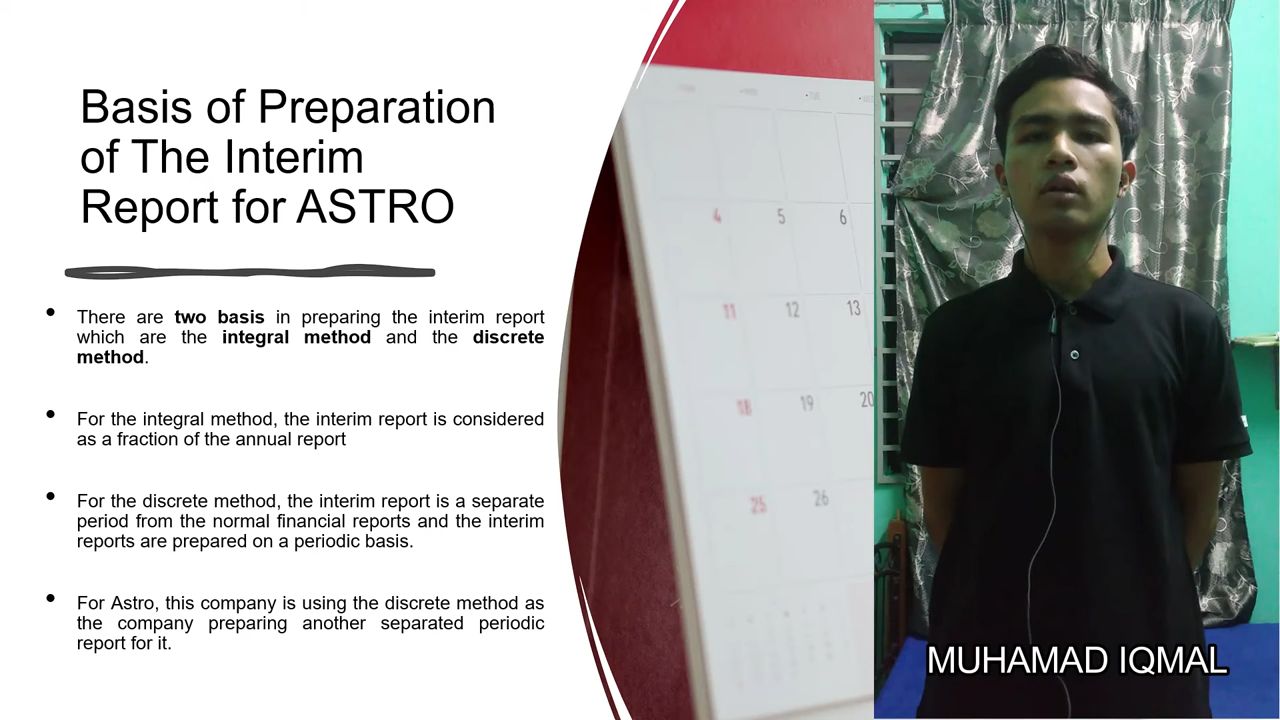 Basis of Preparation
of The Interim
Report for ASTRO
• There are two basis in preparing the interim report
which are the integral method and the discrete
method.
• For the integral method, the interim report is considered
as a fraction of the annual report
• For the discrete method, the interim report is a separate
period from the normal financial reports and the interim
reports are prepared on a periodic basis.
• For Astro, this company is using the discrete method as
the company preparing another separated periodic
report for it.
4 5 6
11 12 13
18 19 20
25 26
MUHAMAD IQMAL